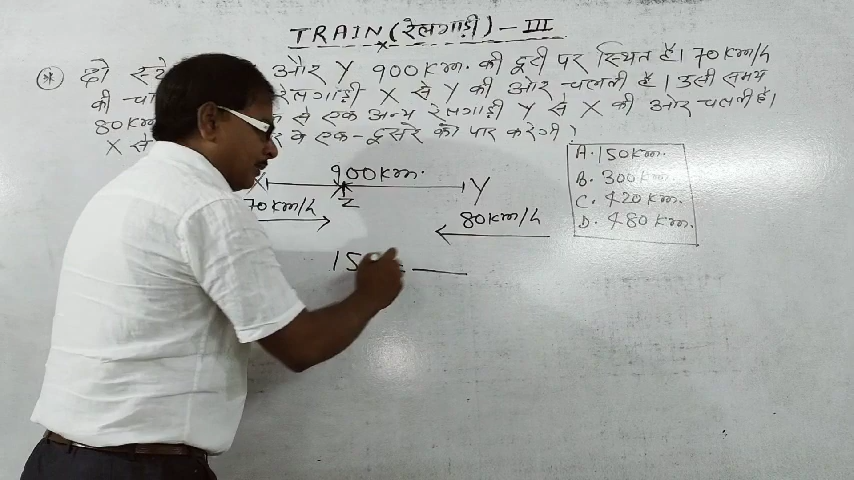 TRAIN (रेलगाड़ी) - III
दो और Y 900 Km. की दूरी पर स्थित है। 70 Km/h
की रेलगाड़ी X से Y की ओर चलती है। उसी समय
80 Km से एक अन्य रेलगाड़ी Y से X की ओर चलती है।
X से वे एक-दूसरे को पार करेगी?
A. 150 Km.
B. 300 Km.
C. 420 Km.
D. 480 Km.
900 Km.
X Y
Z
70 Km/h
80 Km/h
15